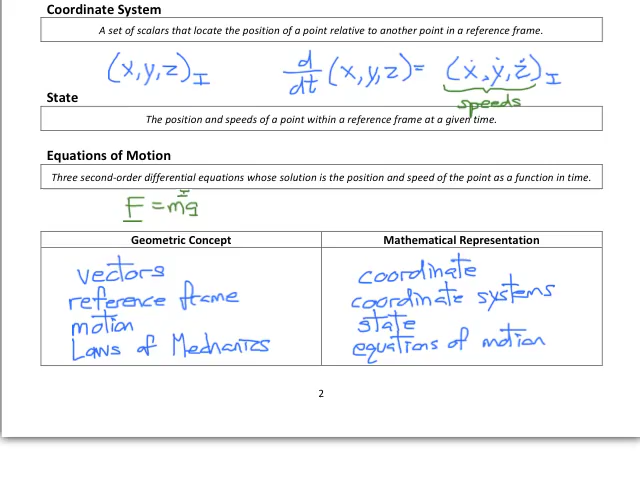 Coordinate System
A set of scalars that locate the position of a point relative to another point in a reference frame.
(x,y,z)I d/dt (x,y,z)= (ẋ,ẏ,ż)I
speeds
State
The position and speeds of a point within a reference frame at a given time.
Equations of Motion
Three second-order differential equations whose solution is the position and speed of the point as a function in time.
F = m
Geometric Concept Mathematical Representation
vectors coordinate
reference frame coordinate systems
motion state
Laws of Mechanics equations of motion
2